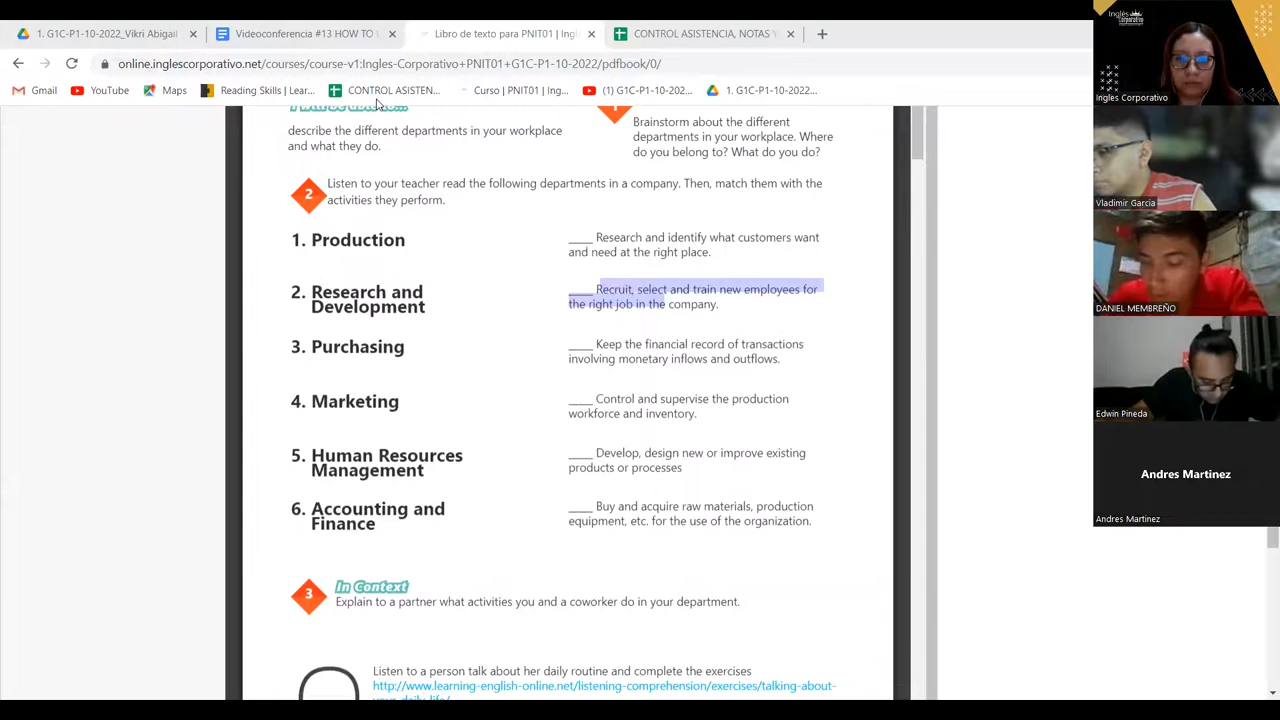 1. G1C-P1-10-2022_Vikri Abigail
Videoconferencia #13 HOW TO
Libro de texto para PNIT01 | Ingl
CONTROL ASISTENCIA, NOTAS Y
online.inglescorporativo.net/courses/course-v1:Ingles-Corporativo+PNIT01+G1C-P1-10-2022/pdfbook/0/
Gmail
YouTube
Maps
Reading Skills | Lear...
CONTROL ASISTEN...
Curso | PNIT01 | Ing...
(1) G1C-P1-10-202...
1. G1C-P1-10-2022...
describe the different departments in your workplace
and what they do.
1
Brainstorm about the different
departments in your workplace. Where
do you belong to? What do you do?
2
Listen to your teacher read the following departments in a company. Then, match them with the
activities they perform.
1. Production
____ Research and identify what customers want
and need at the right place.
2. Research and
Development
____ Recruit, select and train new employees for
the right job in the company.
3. Purchasing
____ Keep the financial record of transactions
involving monetary inflows and outflows.
4. Marketing
____ Control and supervise the production
workforce and inventory.
5. Human Resources
Management
____ Develop, design new or improve existing
products or processes
6. Accounting and
Finance
____ Buy and acquire raw materials, production
equipment, etc. for the use of the organization.
3
In Context
Explain to a partner what activities you and a coworker do in your department.
Listen to a person talk about her daily routine and complete the exercises
http://www.learning-english-online.net/listening-comprehension/exercises/talking-about-
your-daily-life/
Inglés
Corporativo
Ingles Corporativo
Vladimir Garcia
DANIEL MEMBREÑO
Edwin Pineda
Andres Martinez
Andres Martinez